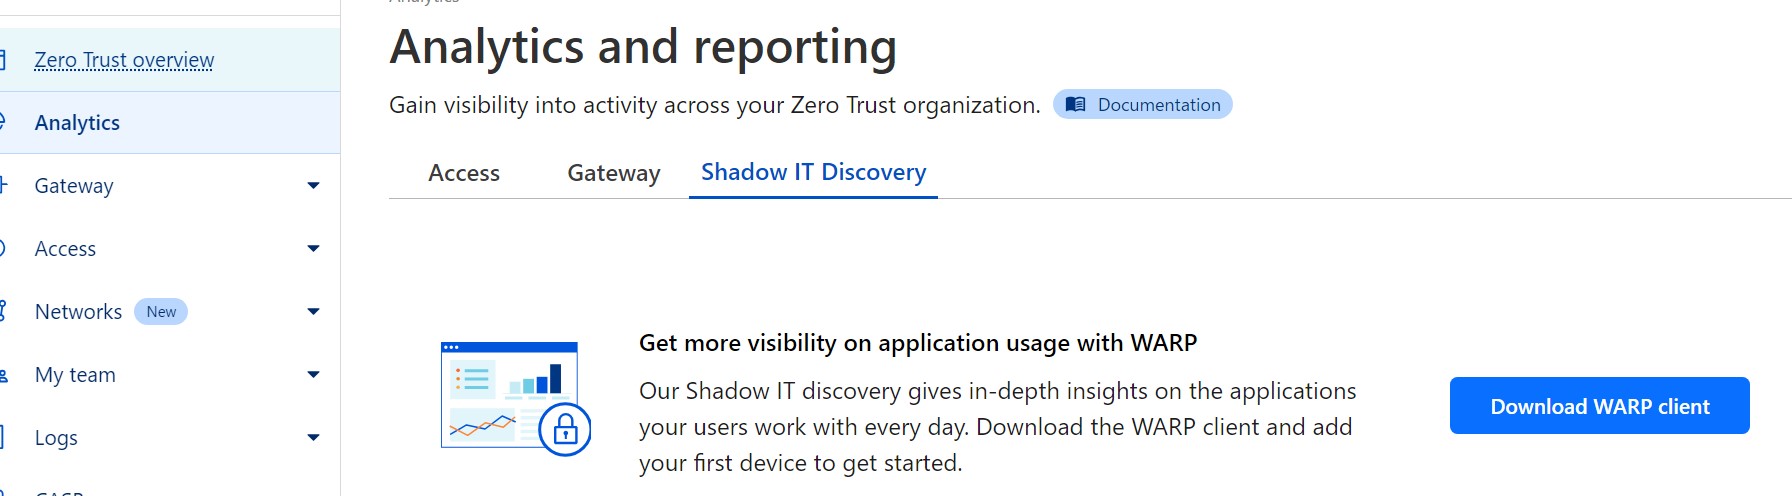 Zero Trust overview
Analytics
Gateway
Access
Networks New
My team
Logs
Analytics and reporting
Gain visibility into activity across your Zero Trust organization. Documentation
Access Gateway Shadow IT Discovery
Get more visibility on application usage with WARP
Our Shadow IT discovery gives in-depth insights on the applications
your users work with every day. Download the WARP client and add
your first device to get started.
Download WARP client